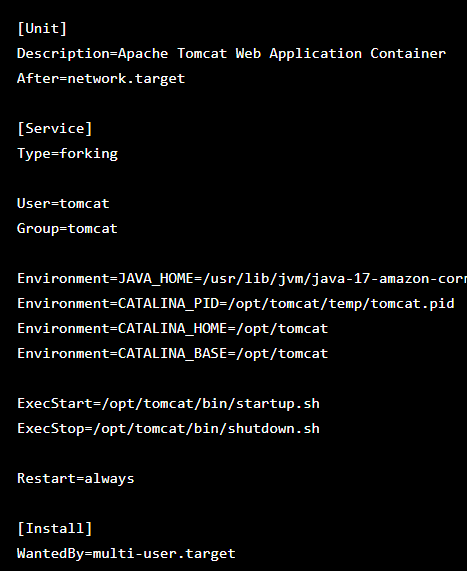 [Unit]
Description=Apache Tomcat Web Application Container
After=network.target
[Service]
Type=forking
User=tomcat
Group=tomcat
Environment=JAVA_HOME=/usr/lib/jvm/java-17-amazon-corr
Environment=CATALINA_PID=/opt/tomcat/temp/tomcat.pid
Environment=CATALINA_HOME=/opt/tomcat
Environment=CATALINA_BASE=/opt/tomcat
ExecStart=/opt/tomcat/bin/startup.sh
ExecStop=/opt/tomcat/bin/shutdown.sh
Restart=always
[Install]
WantedBy=multi-user.target